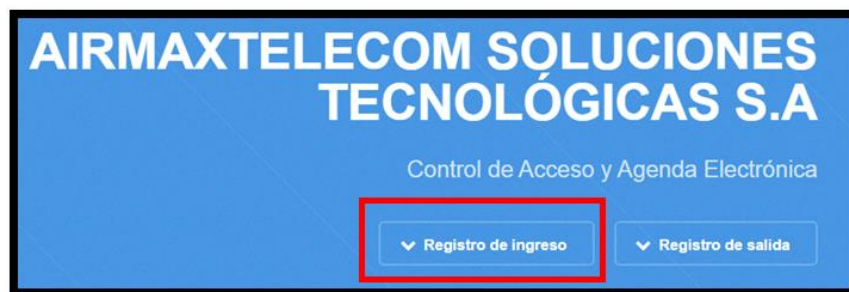 AIRMAXTELECOM SOLUCIONES
TECNOLÓGICAS S.A
Control de Acceso y Agenda Electrónica
Registro de ingreso
Registro de salida